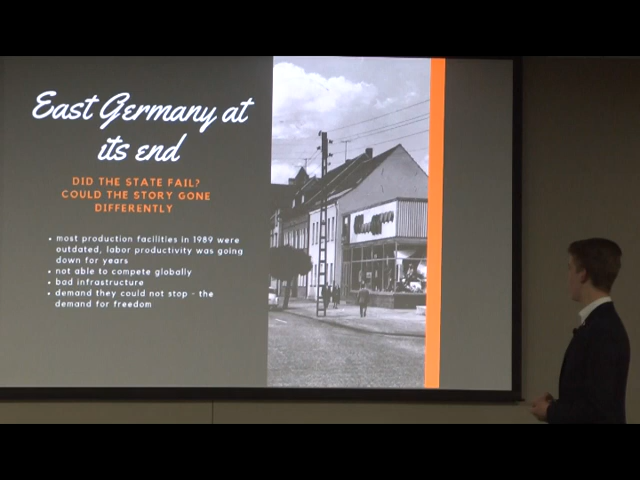 East Germany at
its end
DID THE STATE FAIL?
COULD THE STORY GONE
DIFFERENTLY
• most production facilities in 1989 were
outdated, labor productivity was going
down for years
• not able to compete globally
• bad infrastructure
• demand they could not stop - the
demand for freedom